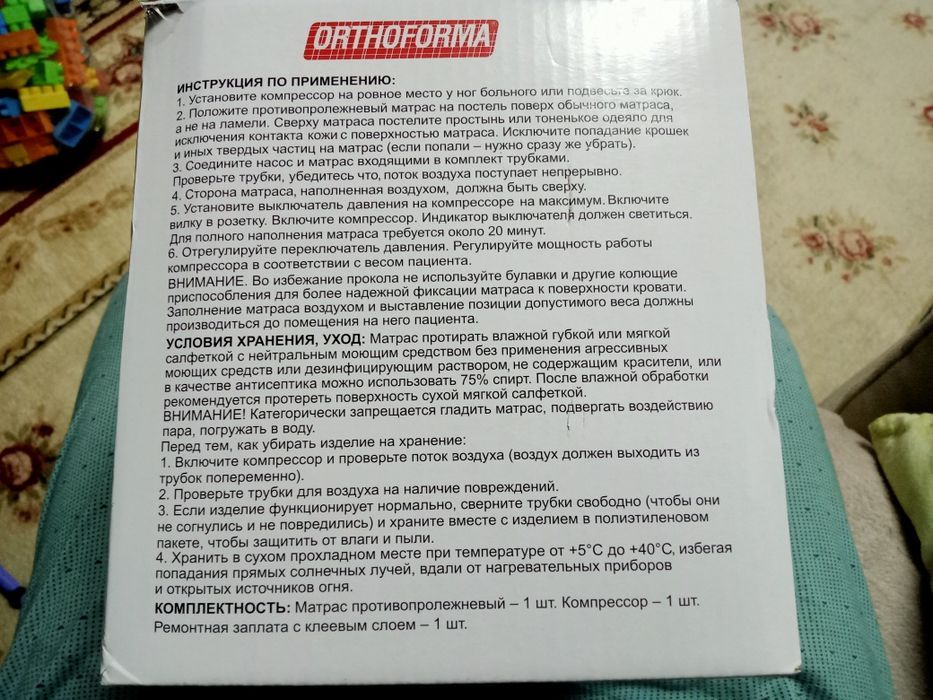 ORTHOFORMA
ИНСТРУКЦИЯ ПО ПРИМЕНЕНИЮ:
1. Установите компрессор на ровное место у ног больного или подвесьте за крюк.
2. Положите противопролежневый матрас на постель поверх обычного матраса,
а не на ламели. Сверху матраса постелите простынь или тоненькое одеяло для
исключения контакта кожи с поверхностью матраса. Исключите попадание крошек
и иных твердых частиц на матрас (если попали – нужно сразу же убрать).
3. Соедините насос и матрас входящими в комплект трубками.
Проверьте трубки, убедитесь что, поток воздуха поступает непрерывно.
4. Сторона матраса, наполненная воздухом, должна быть сверху.
5. Установите выключатель давления на компрессоре на максимум. Включите
вилку в розетку. Включите компрессор. Индикатор выключателя должен светиться.
Для полного наполнения матраса требуется около 20 минут.
6. Отрегулируйте переключатель давления. Регулируйте мощность работы
компрессора в соответствии с весом пациента.
ВНИМАНИЕ. Во избежание прокола не используйте булавки и другие колющие
приспособления для более надежной фиксации матраса к поверхности кровати.
Заполнение матраса воздухом и выставление позиции допустимого веса должны
производиться до помещения на него пациента.
УСЛОВИЯ ХРАНЕНИЯ, УХОД: Матрас протирать влажной губкой или мягкой
салфеткой с нейтральным моющим средством без применения агрессивных
моющих средств или дезинфицирующим раствором, не содержащим красители, или
в качестве антисептика можно использовать 75% спирт. После влажной обработки
рекомендуется протереть поверхность сухой мягкой салфеткой.
ВНИМАНИЕ! Категорически запрещается гладить матрас, подвергать воздействию
пара, погружать в воду.
Перед тем, как убирать изделие на хранение:
1. Включите компрессор и проверьте поток воздуха (воздух должен выходить из
трубок попеременно).
2. Проверьте трубки для воздуха на наличие повреждений.
3. Если изделие функционирует нормально, сверните трубки свободно (чтобы они
не согнулись и не повредились) и храните вместе с изделием в полиэтиленовом
пакете, чтобы защитить от влаги и пыли.
4. Хранить в сухом прохладном месте при температуре от +5°С до +40°С, избегая
попадания прямых солнечных лучей, вдали от нагревательных приборов
и открытых источников огня.
КОМПЛЕКТНОСТЬ: Матрас противопролежневый – 1 шт. Компрессор – 1 шт.
Ремонтная заплата с клеевым слоем – 1 шт.